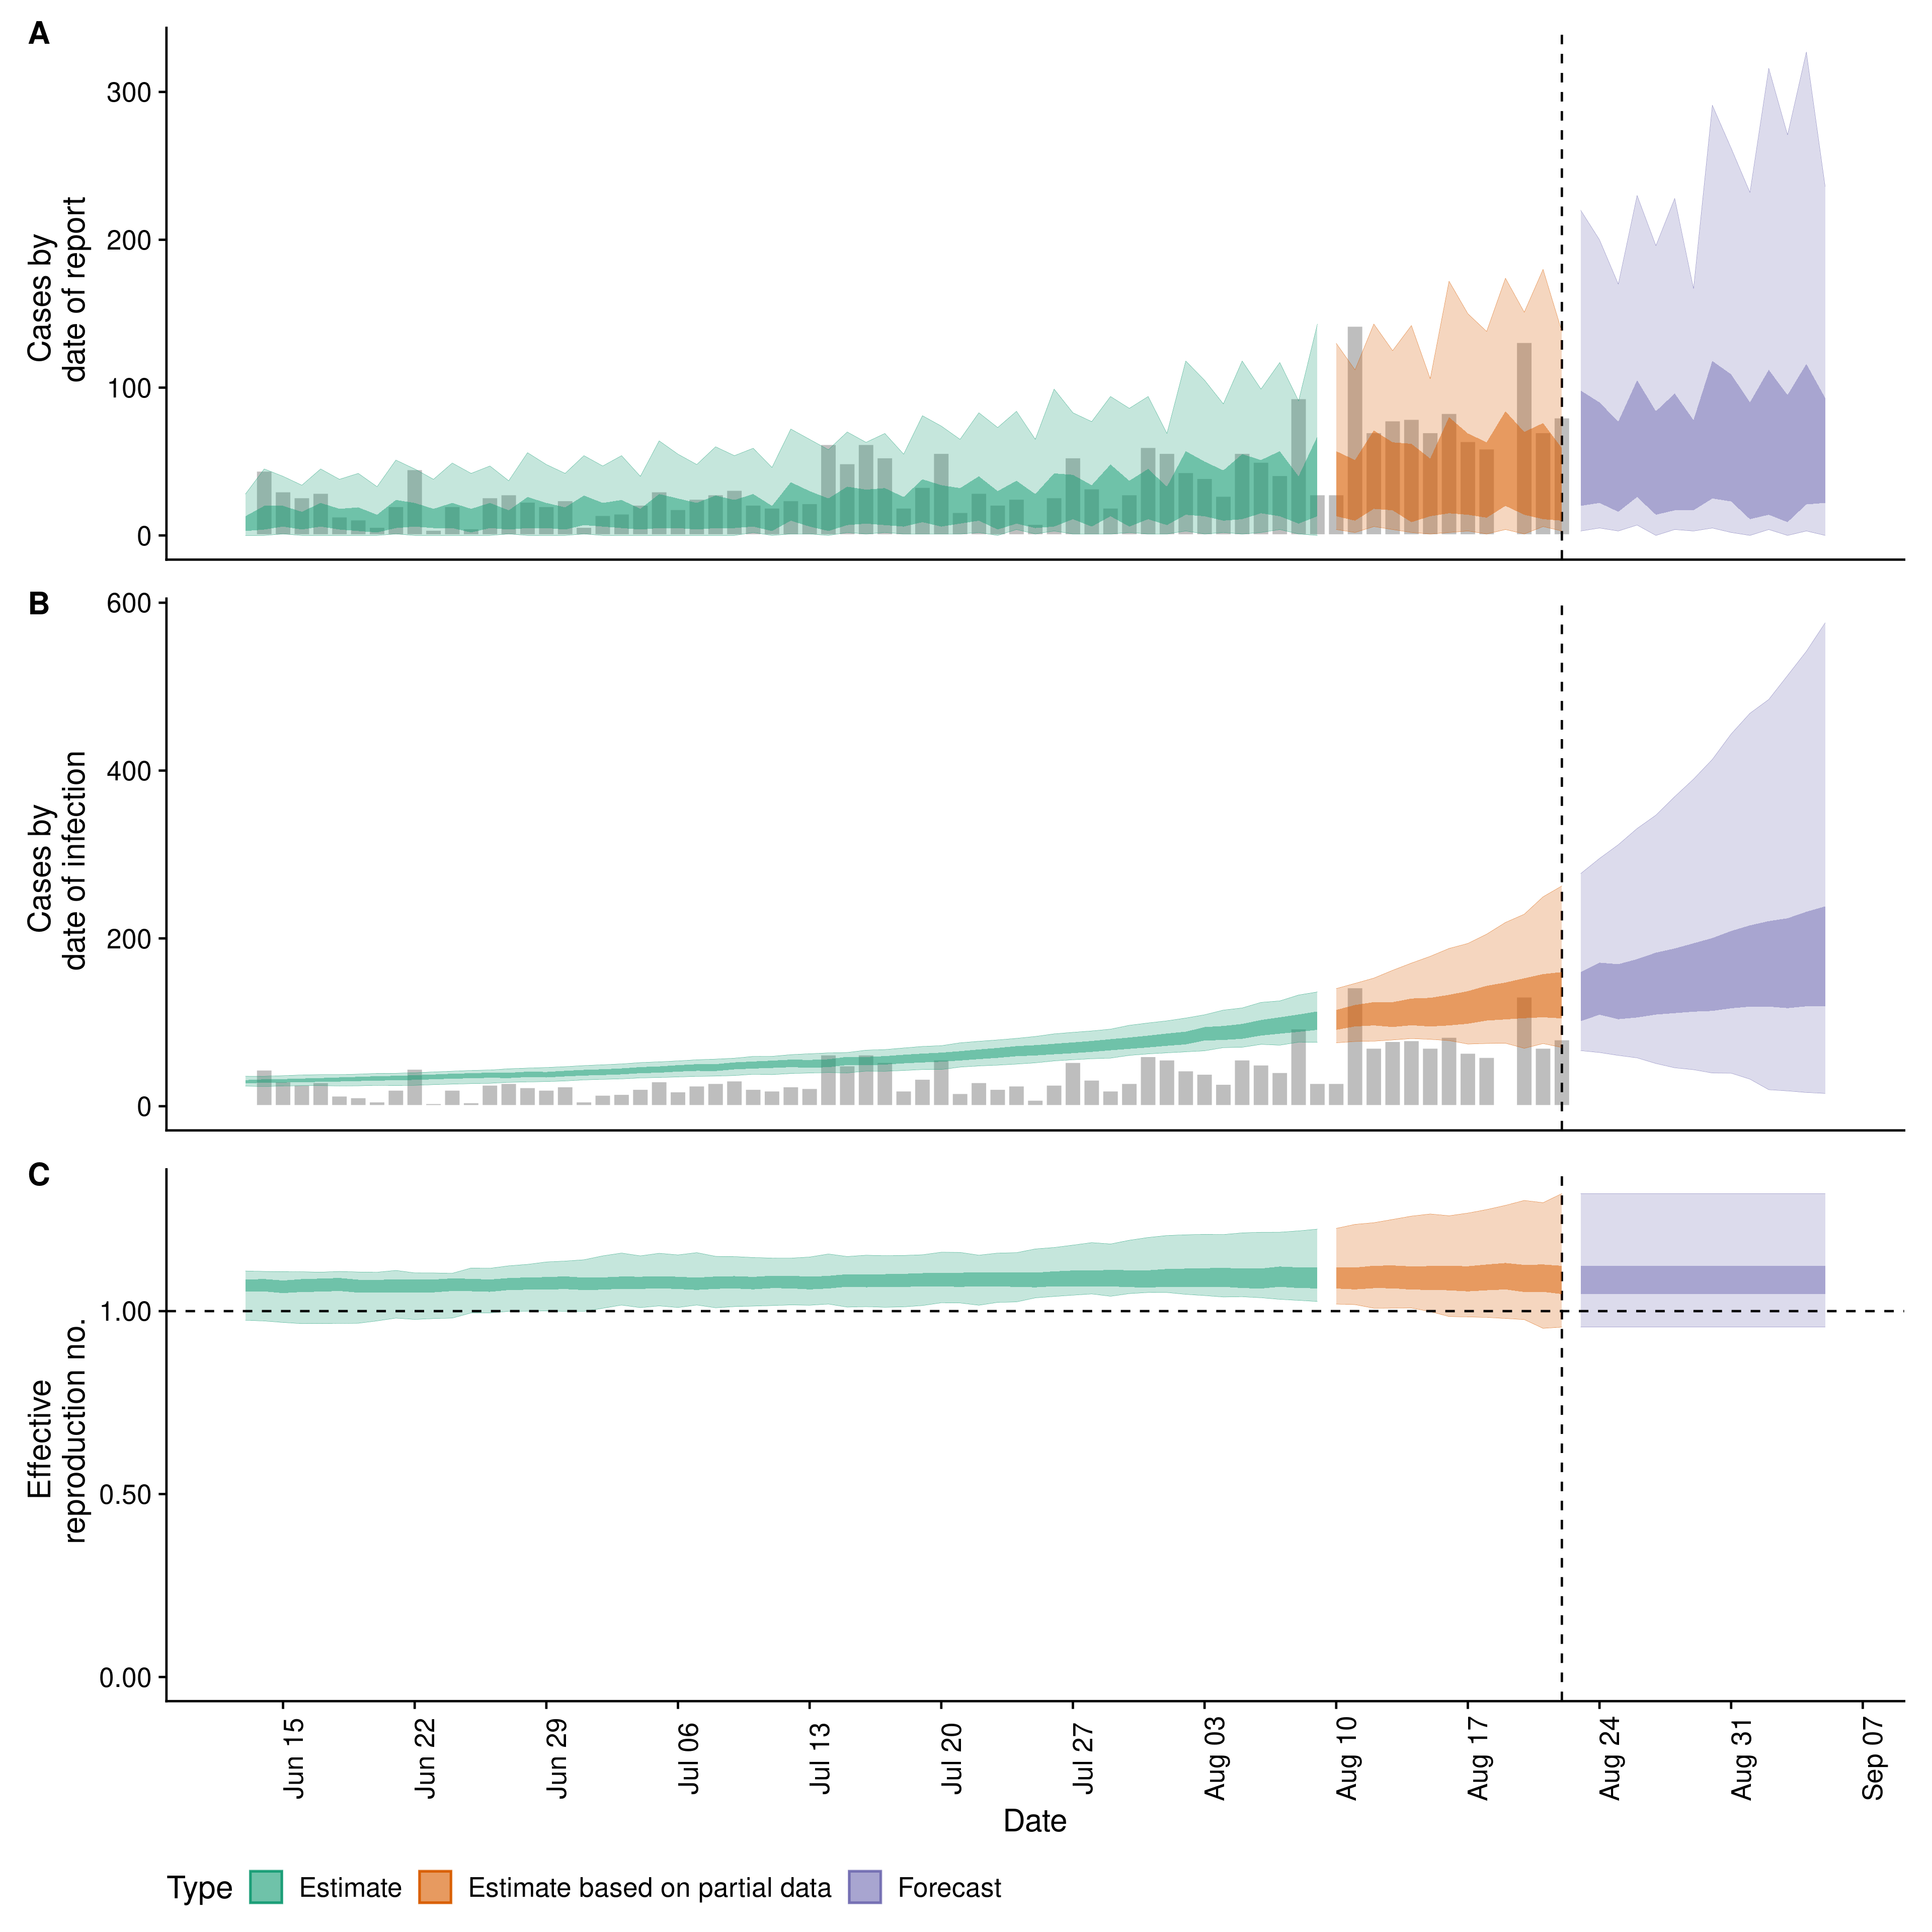 A
300
200
100
0
Cases by
date of report
B
600
400
200
0
Cases by
date of infection
C
1.00
0.50
0.00
Effective
reproduction no.
Jun 15
Jun 22
Jun 29
Jul 06
Jul 13
Jul 20
Jul 27
Aug 03
Aug 10
Aug 17
Aug 24
Aug 31
Sep 07
Date
Type Estimate Estimate based on partial data Forecast